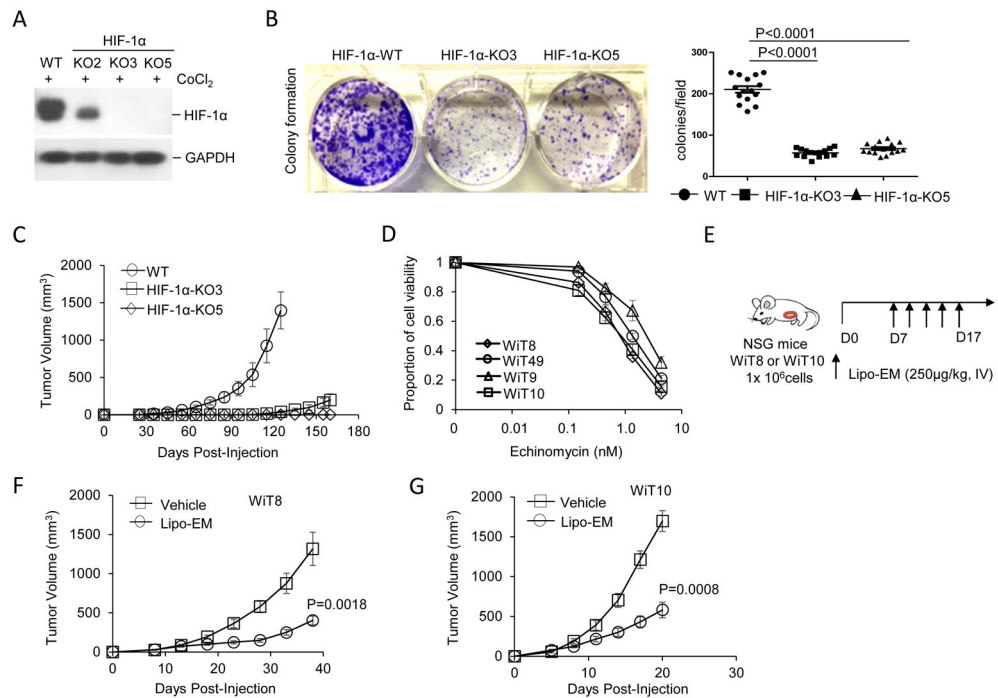 A
HIF-1α
WT KO2 KO3 KO5
+ + + + CoCl2
HIF-1α
GAPDH
B
HIF-1α-WT HIF-1α-KO3 HIF-1α-KO5
Colony formation
P<0.0001
P<0.0001
colonies/field
300
200
100
0
WT HIF-1α-KO3 HIF-1α-KO5
C
Tumor Volume (mm3)
2000
1500
1000
500
0
WT
HIF-1α-KO3
HIF-1α-KO5
0 30 60 90 120 150 180
Days Post-Injection
D
Proportion of cell viability
1
0.8
0.6
0.4
0.2
0
WiT8
WiT49
WiT9
WiT10
0 0.1 1.0 10
Echinomycin (nM)
E
NSG mice
WiT8 or WiT10
1x 106cells
D0 D7 D17
Lipo-EM (250μg/kg, IV)
F
WiT8
Vehicle
Lipo-EM
Tumor Volume (mm3)
2000
1500
1000
500
0
P=0.0018
0 10 20 30 40
Days Post-Injection
G
WiT10
Vehicle
Lipo-EM
Tumor Volume (mm3)
2000
1500
1000
500
0
P=0.0008
0 10 20 30
Days Post-Injection